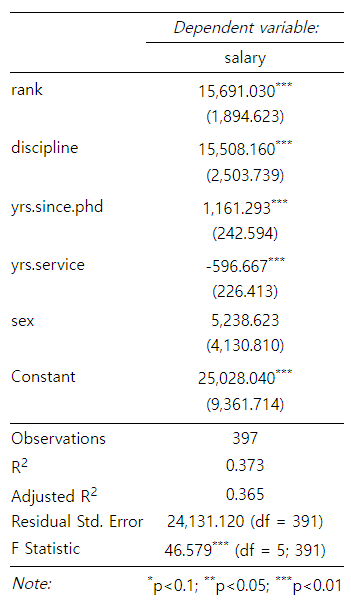 Dependent variable:
salary
rank 15,691.030***
(1,894.623)
discipline 15,508.160***
(2,503.739)
yrs.since.phd 1,161.293***
(242.594)
yrs.service -596.667***
(226.413)
sex 5,238.623
(4,130.810)
Constant 25,028.040***
(9,361.714)
Observations 397
R2 0.373
Adjusted R2 0.365
Residual Std. Error 24,131.120 (df = 391)
F Statistic 46.579*** (df = 5; 391)
Note: *p<0.1; **p<0.05; ***p<0.01